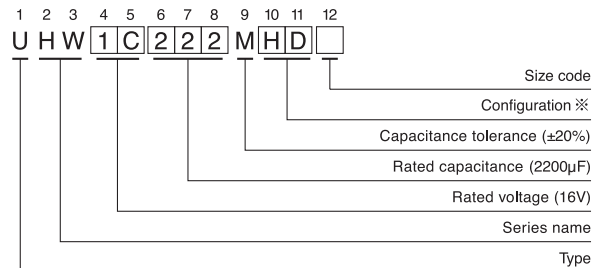 1 2 3 4 5 6 7 8 9 10 11 12
U H W 1 C 2 2 2 M H D
Size code
Configuration ※
Capacitance tolerance (±20%)
Rated capacitance (2200µF)
Rated voltage (16V)
Series name
Type